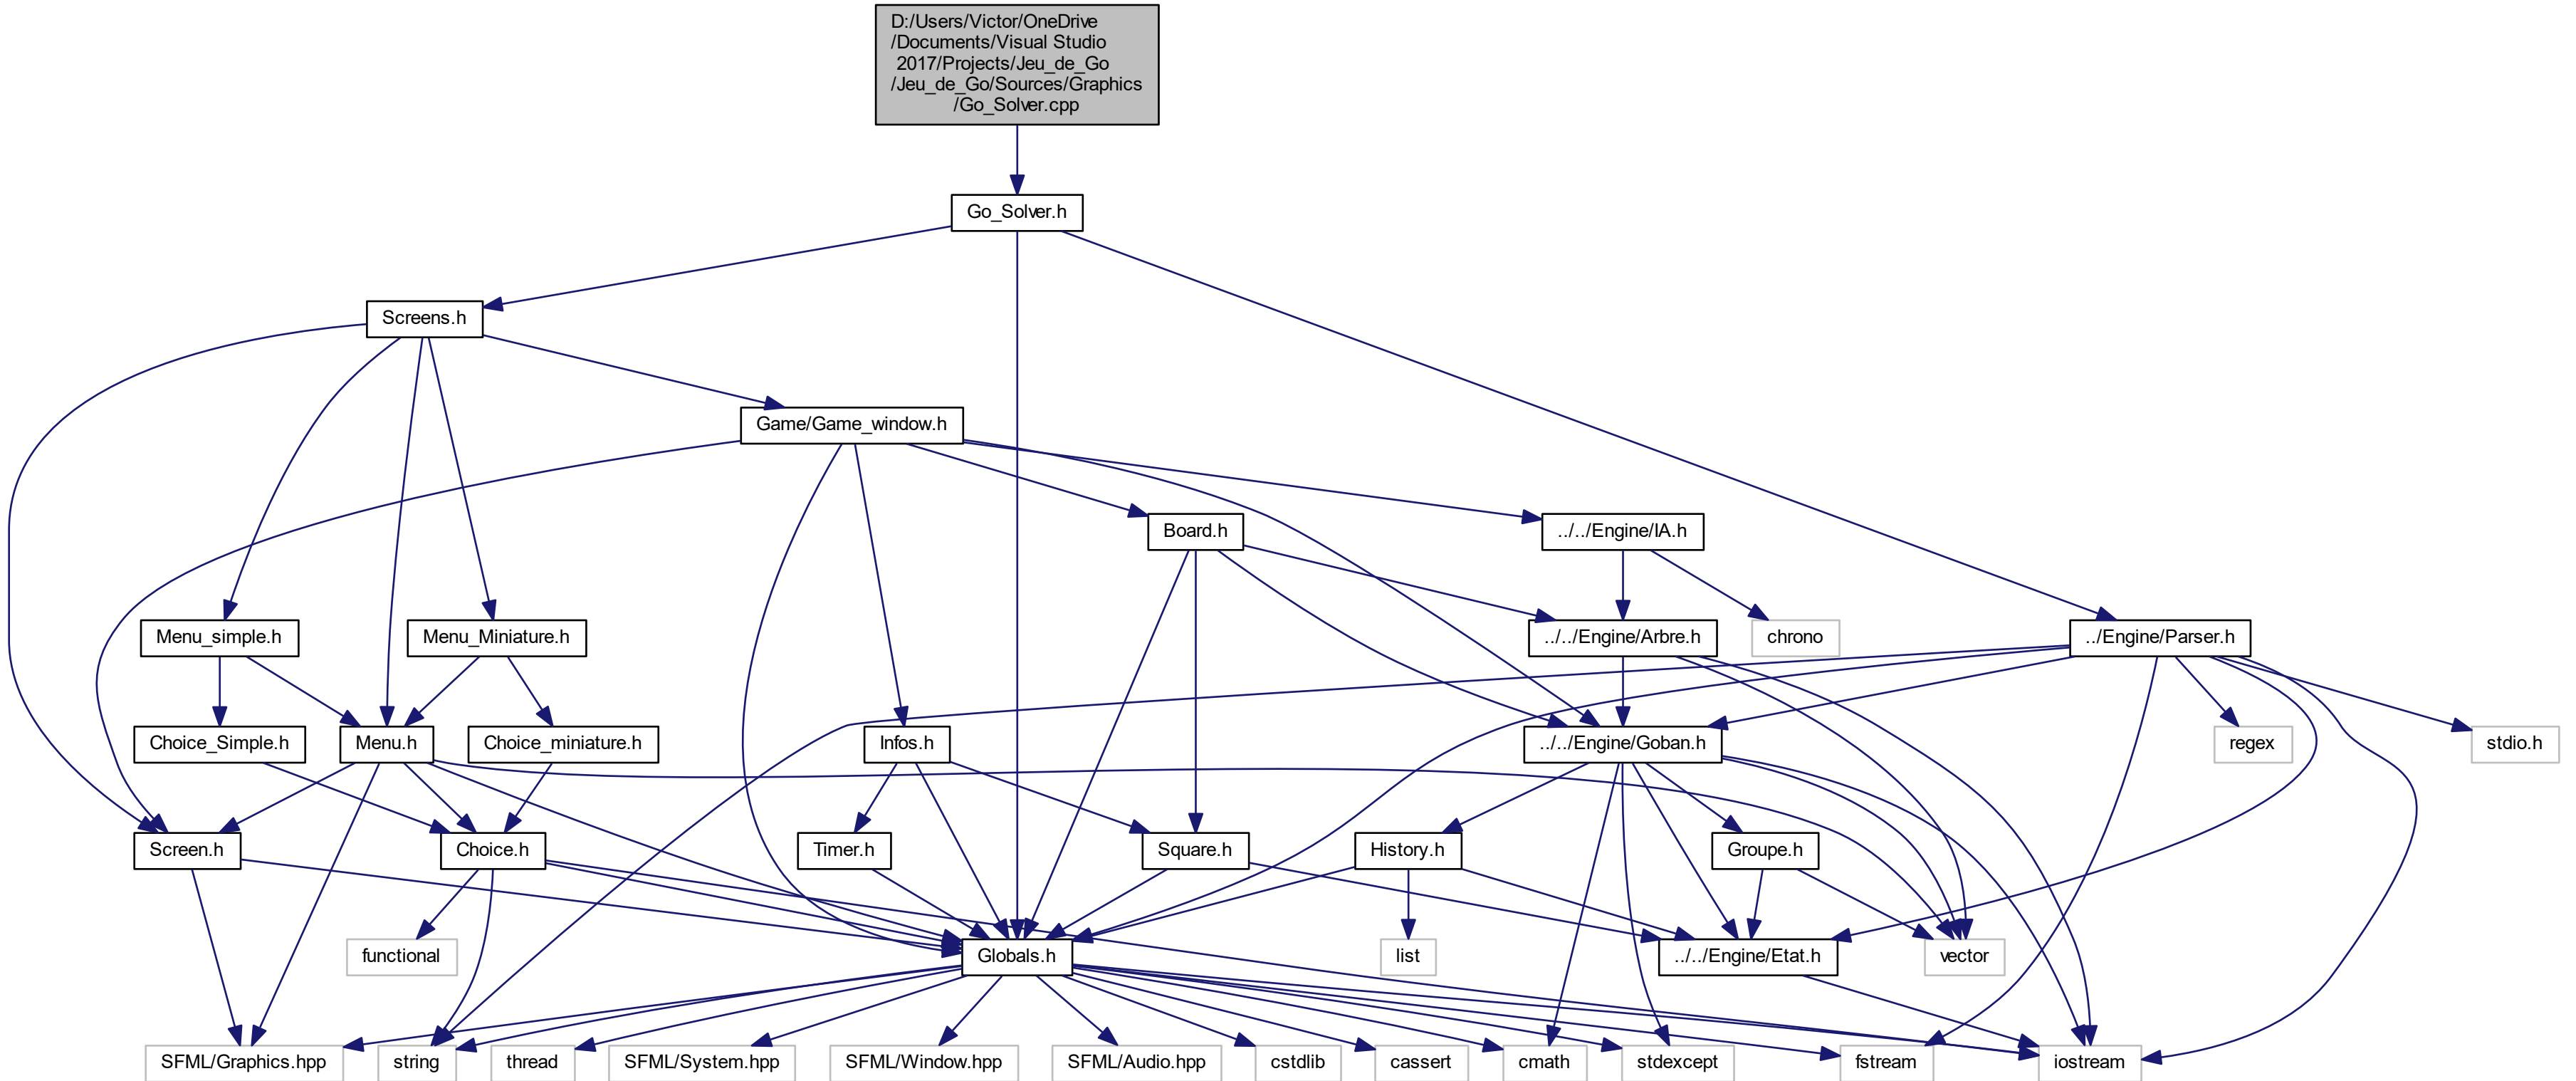 D:/Users/Victor/OneDrive
/Documents/Visual Studio
2017/Projects/Jeu_de_Go
/Jeu_de_Go/Sources/Graphics
/Go_Solver.cpp
Go_Solver.h
Screens.h
Game/Game_window.h
Board.h
../../Engine/IA.h
Menu_simple.h
Menu_Miniature.h
../../Engine/Arbre.h
chrono
../Engine/Parser.h
Choice_Simple.h
Menu.h
Choice_miniature.h
Infos.h
../../Engine/Goban.h
regex
stdio.h
Screen.h
Choice.h
Timer.h
Square.h
History.h
Groupe.h
functional
Globals.h
list
../../Engine/Etat.h
vector
SFML/Graphics.hpp
string
thread
SFML/System.hpp
SFML/Window.hpp
SFML/Audio.hpp
cstdlib
cassert
cmath
stdexcept
fstream
iostream